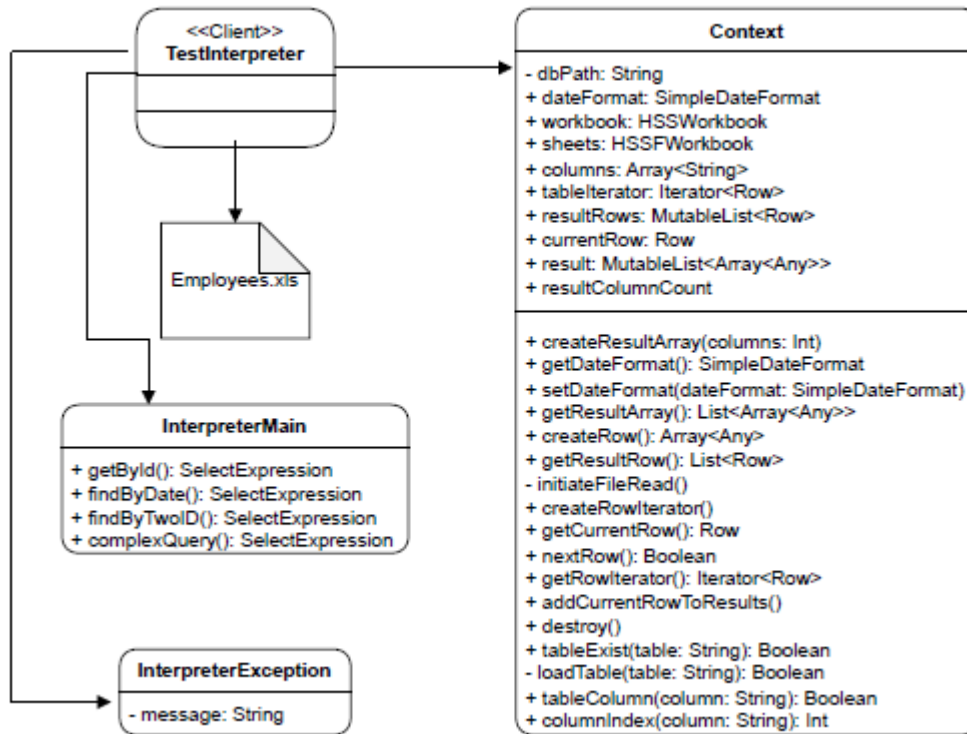 <<Client>>
TestInterpreter
Employees.xls
InterpreterMain
+ getById(): SelectExpression
+ findByDate(): SelectExpression
+ findByTwoID(): SelectExpression
+ complexQuery(): SelectExpression
InterpreterException
- message: String
Context
- dbPath: String
+ dateFormat: SimpleDateFormat
+ workbook: HSSWorkbook
+ sheets: HSSFWorkbook
+ columns: Array<String>
+ tableIterator: Iterator<Row>
+ resultRows: MutableList<Row>
+ currentRow: Row
+ result: MutableList<Array<Any>>
+ resultColumnCount
+ createResultArray(columns: Int)
+ getDateFormat(): SimpleDateFormat
+ setDateFormat(dateFormat: SimpleDateFormat)
+ getResultArray(): List<Array<Any>>
+ createRow(): Array<Any>
+ getResultRow(): List<Row>
- initiateFileRead()
+ createRowIterator()
+ getCurrentRow(): Row
+ nextRow(): Boolean
+ getRowIterator(): Iterator<Row>
+ addCurrentRowToResults()
+ destroy()
+ tableExist(table: String): Boolean
- loadTable(table: String): Boolean
+ tableColumn(column: String): Boolean
+ columnIndex(column: String): Int